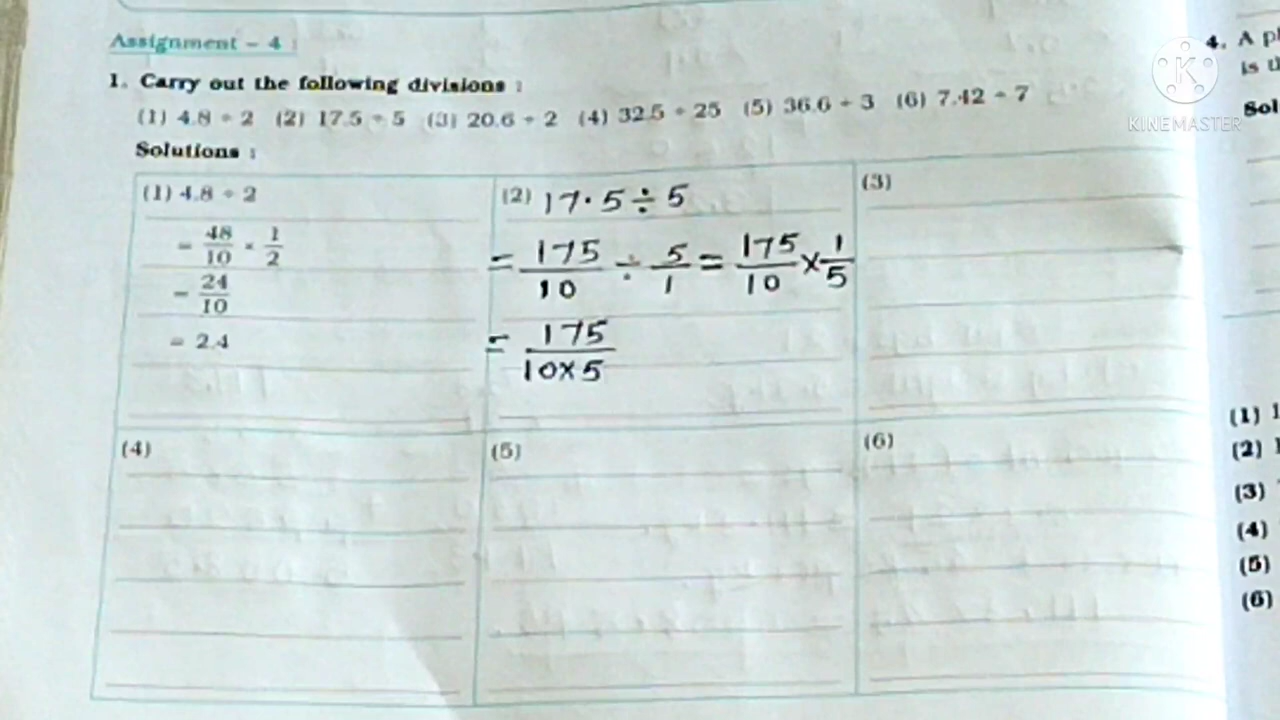 Assignment - 4 :
1. Carry out the following divisions :
(1) 4.8 ÷ 2 (2) 17.5 ÷ 5 (3) 20.6 ÷ 2 (4) 32.5 ÷ 25 (5) 36.6 ÷ 3 (6) 7.42 ÷ 7
Solutions :
(1) 4.8 ÷ 2
= 48/10 × 1/2
= 24/10
= 2.4
(2) 17.5 ÷ 5
= 175/10 ÷ 5/1 = 175/10 × 1/5
= 175/10×5
(3)
(4)
(5)
(6)
4. A
is
Sol
(1)
(2)
(3)
(4)
(5)
(6)
K
KINEMASTER